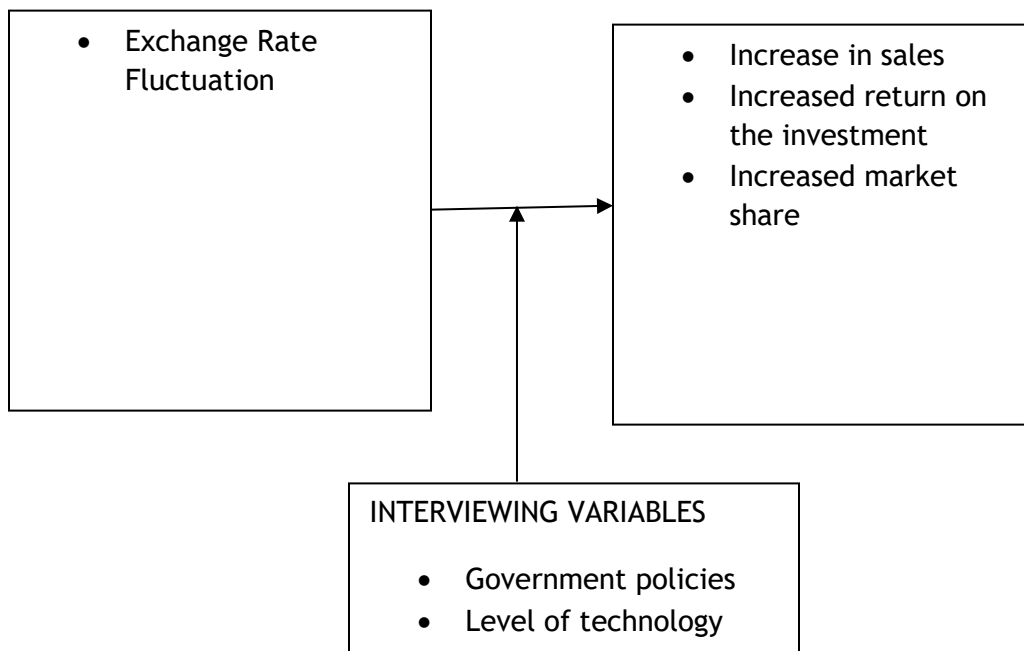 • Exchange Rate
Fluctuation
• Increase in sales
• Increased return on
the investment
• Increased market
share
INTERVIEWING VARIABLES
• Government policies
• Level of technology